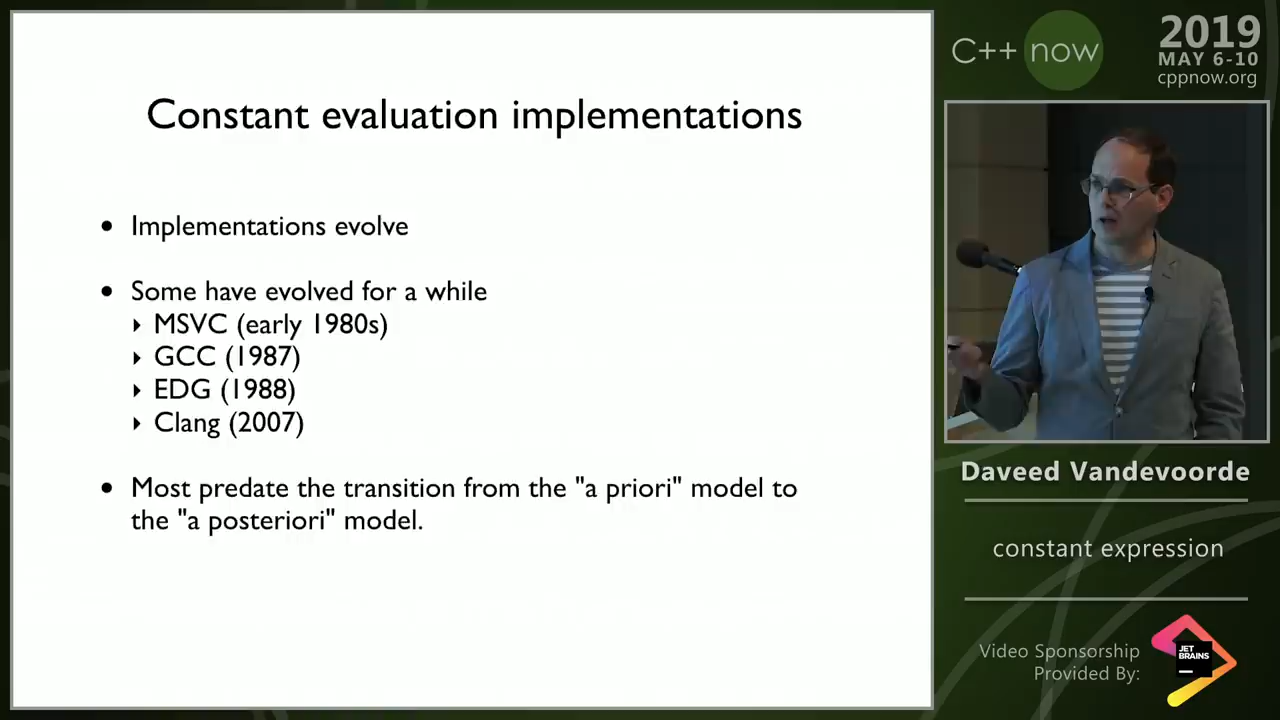 Constant evaluation implementations
• Implementations evolve
• Some have evolved for a while
‣ MSVC (early 1980s)
‣ GCC (1987)
‣ EDG (1988)
‣ Clang (2007)
• Most predate the transition from the "a priori" model to
the "a posteriori" model.
C++ now
2019
MAY 6-10
cppnow.org
Daveed Vandevoorde
constant expression
Video Sponsorship
Provided By:
JET
BRAINS